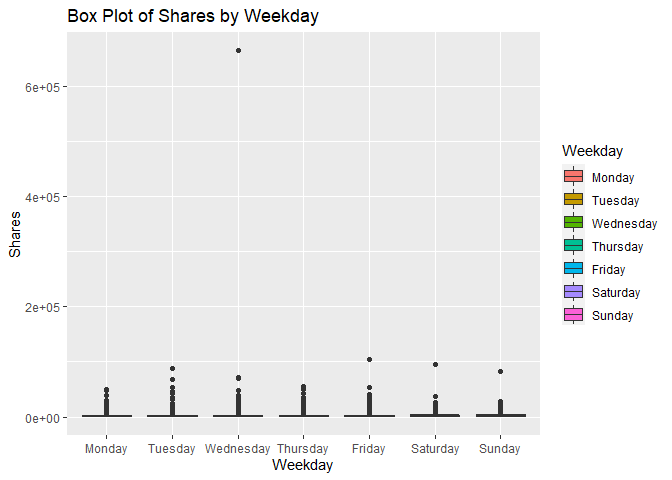 Box Plot of Shares by Weekday
6e+05
4e+05
2e+05
0e+00
Shares
Monday Tuesday Wednesday Thursday Friday Saturday Sunday
Weekday
Weekday
Monday
Tuesday
Wednesday
Thursday
Friday
Saturday
Sunday